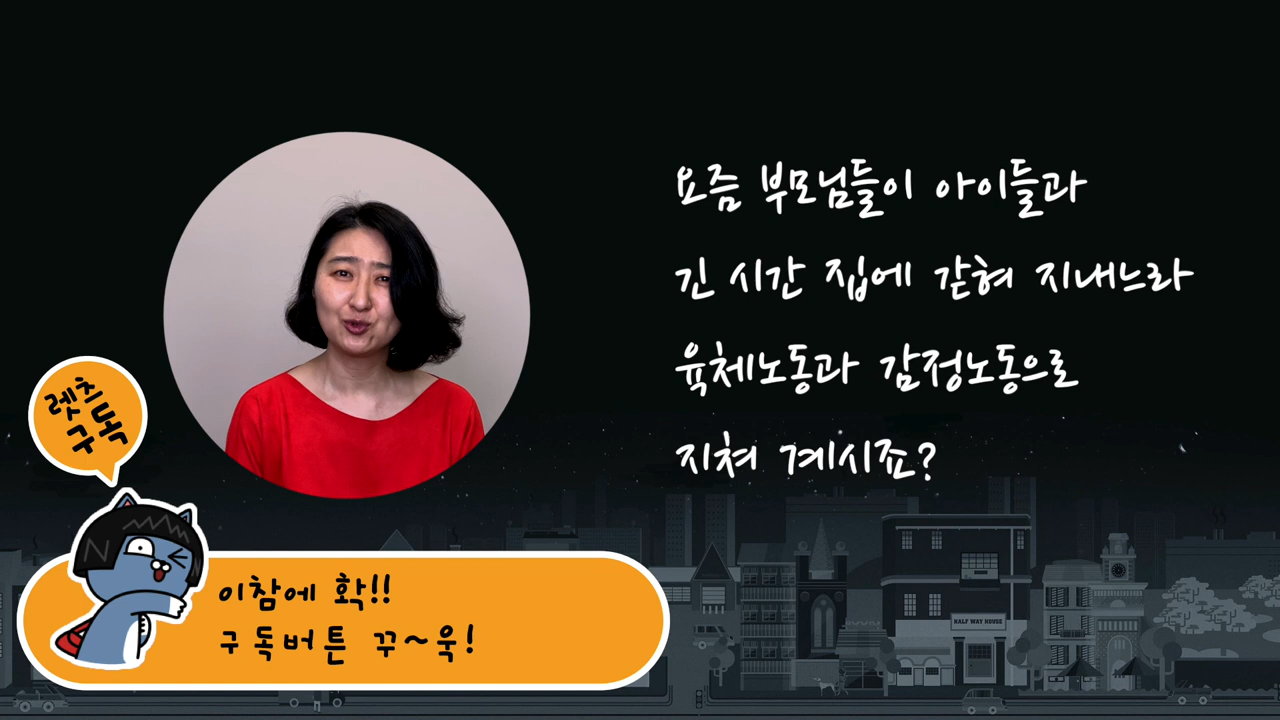 요즘 부모님들이 아이들과
긴 시간 집에 갇혀 지내느라
육체노동과 감정노동으로
지쳐 계시죠?
렛츠
구독
이참에 확!!
구독버튼 꾸~욱!
HALF WAY HOUSE